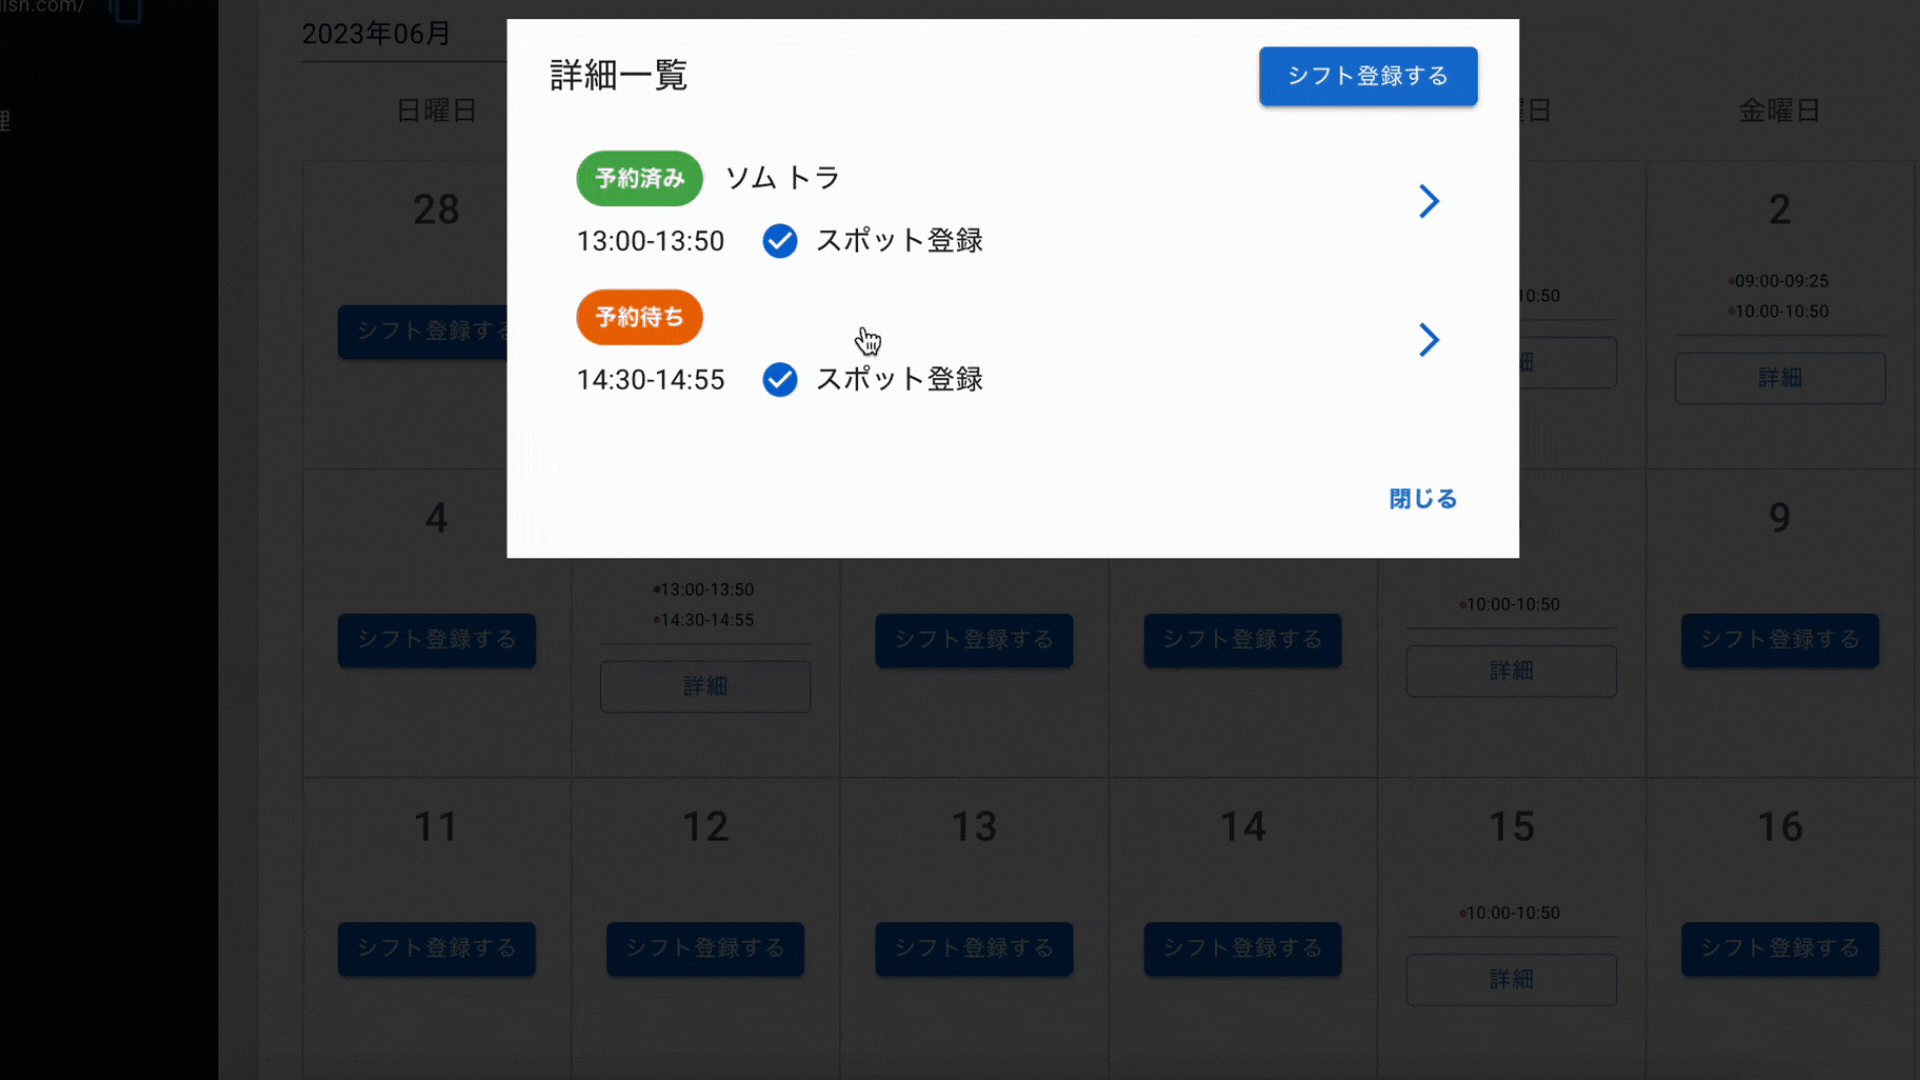 lish.com/
理
2023年06月
日曜日
曜日
金曜日
詳細一覧
シフト登録する
予約済み ソム トラ
13:00-13:50 スポット登録
予約待ち
14:30-14:55 スポット登録
閉じる
28
シフト登録す
10:50
細
2
09:00-09:25
10:00-10:50
詳細
4
シフト登録する
13:00-13:50
14:30-14:55
詳細
シフト登録する
シフト登録する
10:00-10:50
詳細
9
シフト登録する
11
シフト登録する
12
シフト登録する
13
シフト登録する
14
シフト登録する
15
10:00-10:50
詳細
16
シフト登録する